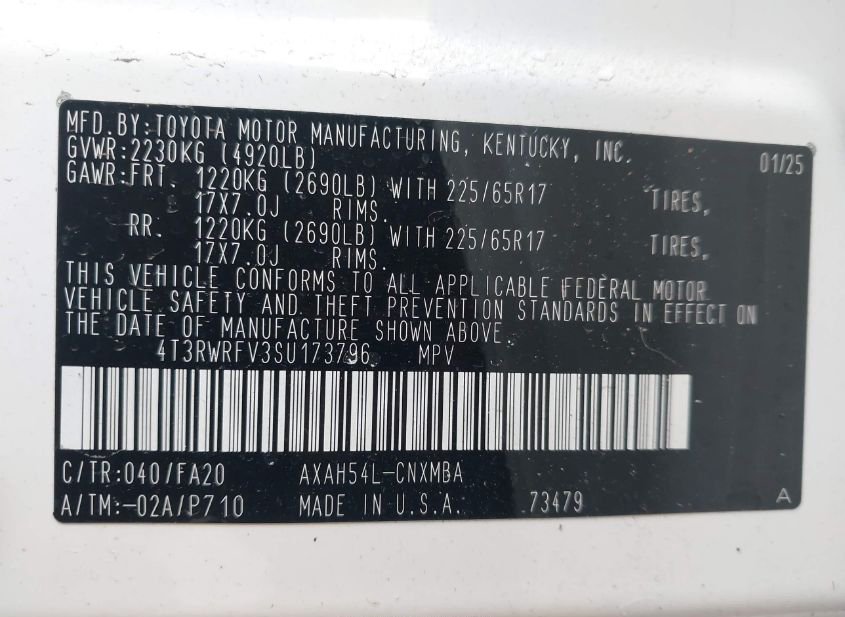 MFD.BY:TOYOTA MOTOR MANUFACTURING, KENTUCKY, INC. 01/25
GVWR:2230KG (4920LB)
GAWR:FRT. 1220KG (2690LB) WITH 225/65R17 TIRES,
17X7.0J RIMS.
RR. 1220KG (2690LB) WITH 225/65R17 TIRES,
17X7.0J RIMS.
THIS VEHICLE CONFORMS TO ALL APPLICABLE FEDERAL MOTOR
VEHICLE SAFETY AND THEFT PREVENTION STANDARDS IN EFFECT ON
THE DATE OF MANUFACTURE SHOWN ABOVE.
4T3RWRFV3SU173796 MPV
C/TR:040/FA20 AXAH54L-CNXMBA
A/TM:-02A/P710 MADE IN U.S.A. 73479 A